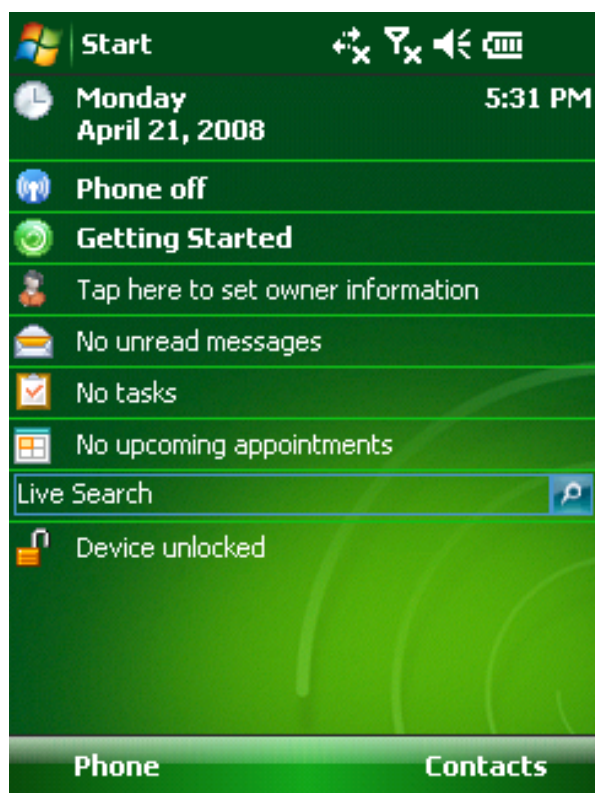 Start
Monday 5:31 PM
April 21, 2008
Phone off
Getting Started
Tap here to set owner information
No unread messages
No tasks
No upcoming appointments
Live Search
Device unlocked
Phone Contacts